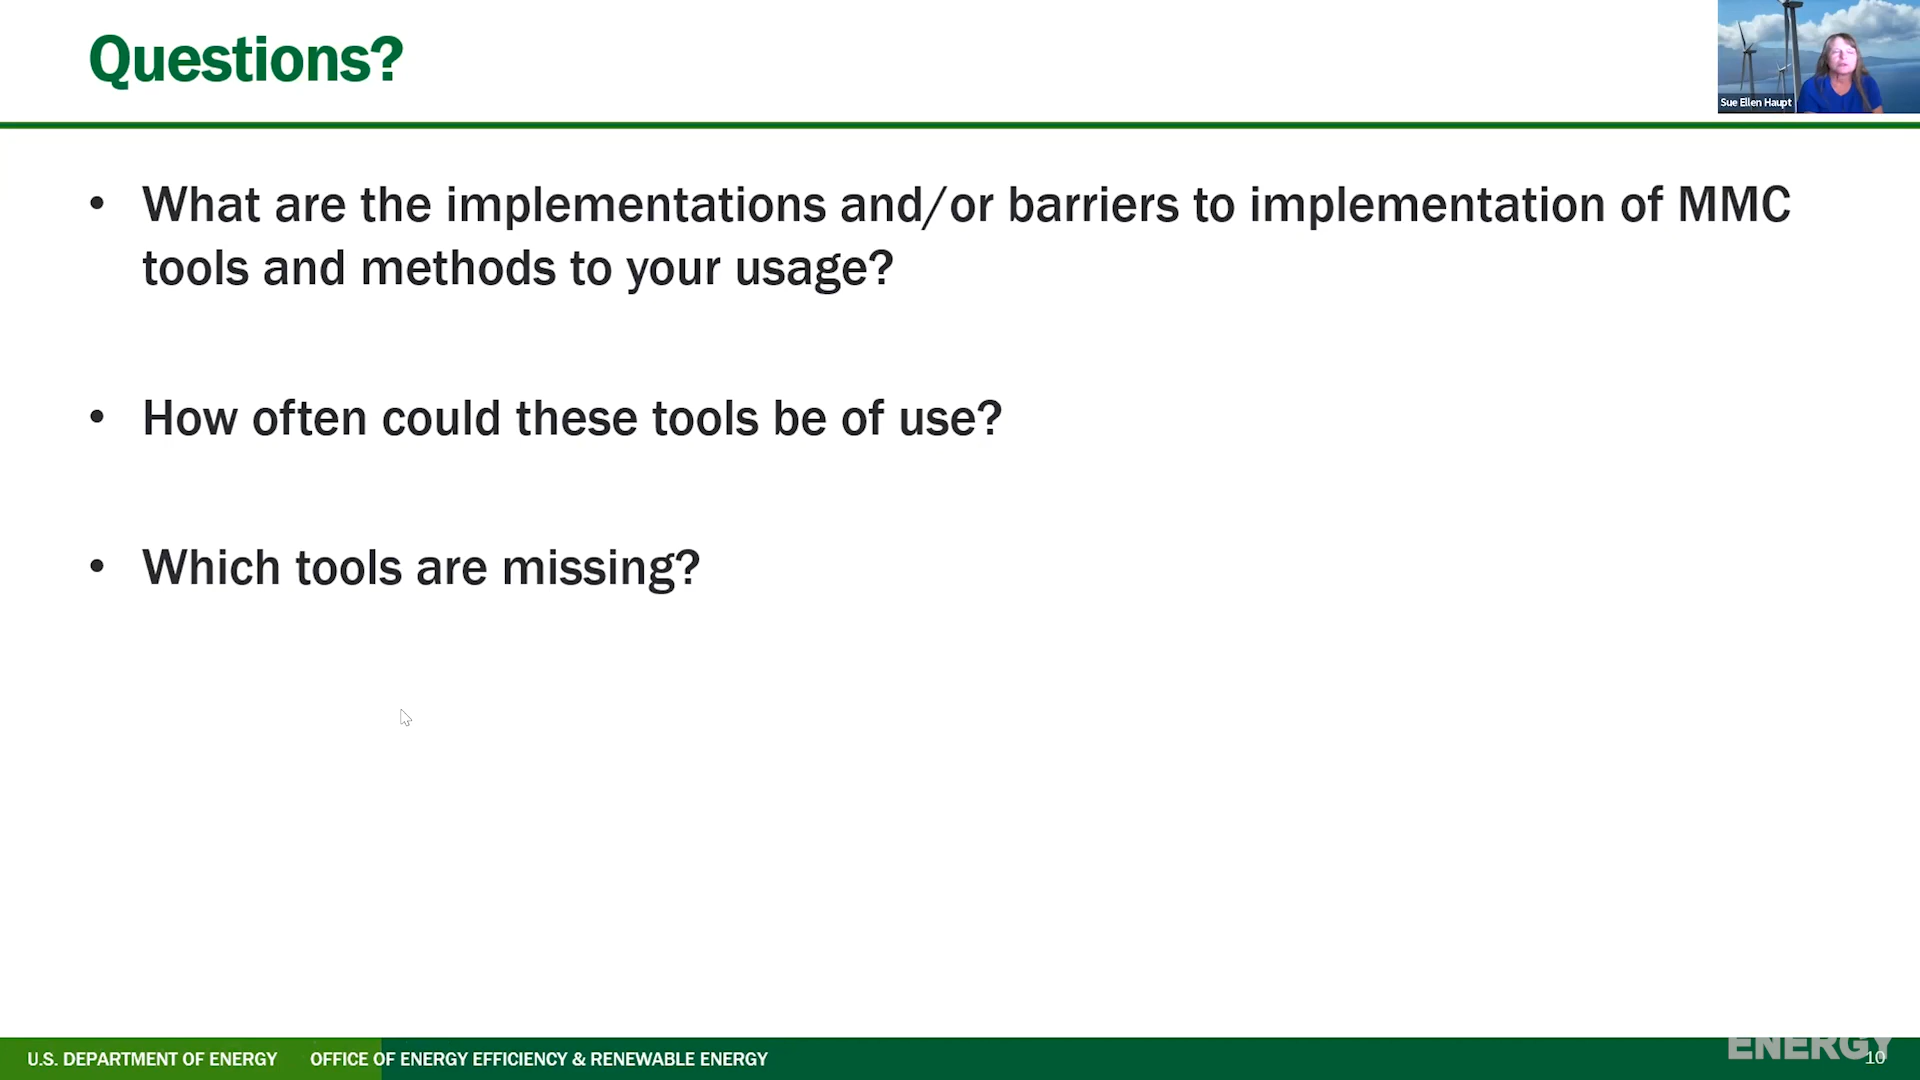 Questions?
Sue Ellen Haupt
• What are the implementations and/or barriers to implementation of MMC
tools and methods to your usage?
• How often could these tools be of use?
• Which tools are missing?
U.S. DEPARTMENT OF ENERGY OFFICE OF ENERGY EFFICIENCY & RENEWABLE ENERGY
ENERGY
10